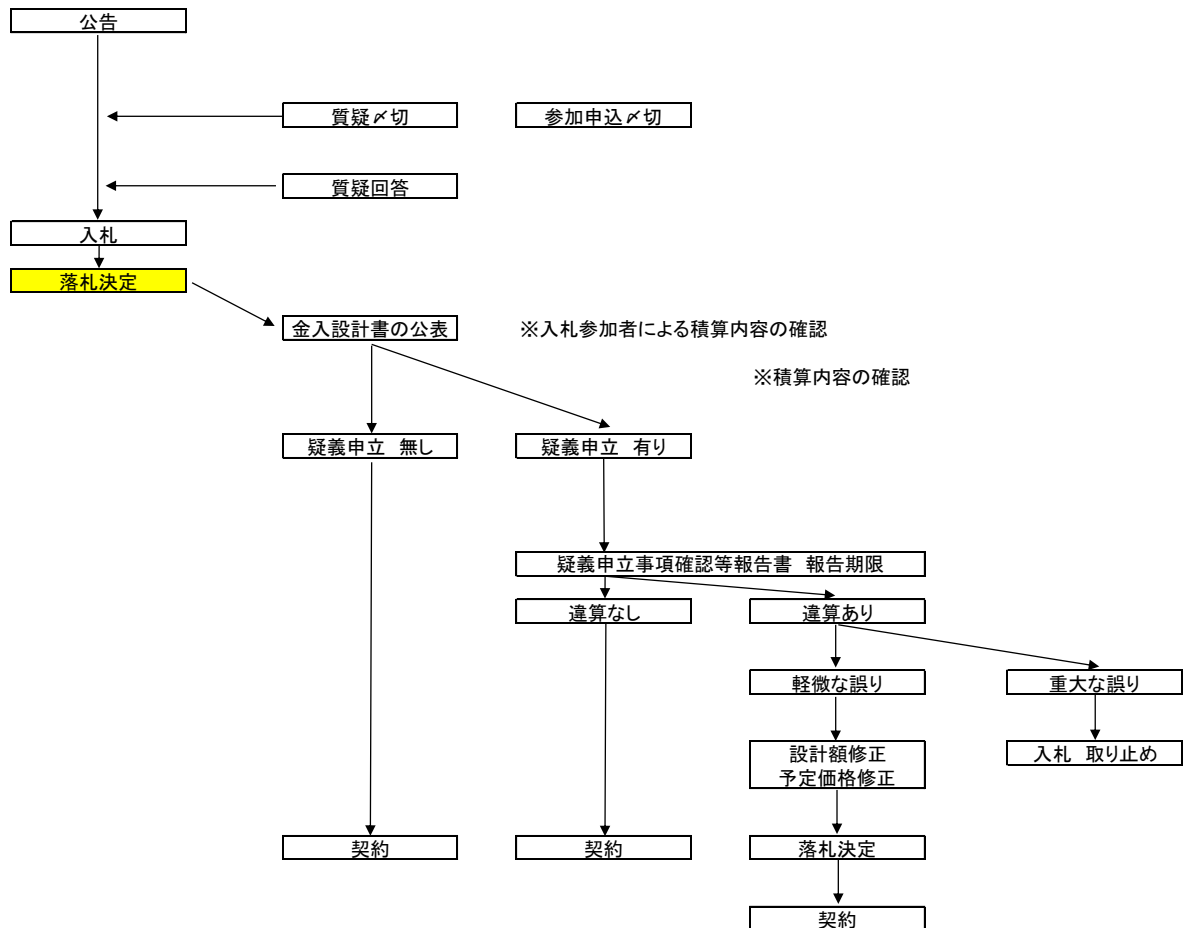 公告
質疑〆切
参加申込〆切
質疑回答
入札
落札決定
金入設計書の公表
※入札参加者による積算内容の確認
※積算内容の確認
疑義申立　無し
疑義申立　有り
疑義申立事項確認等報告書　報告期限
違算なし
違算あり
軽微な誤り
重大な誤り
設計額修正
予定価格修正
入札　取り止め
契約
契約
落札決定
契約